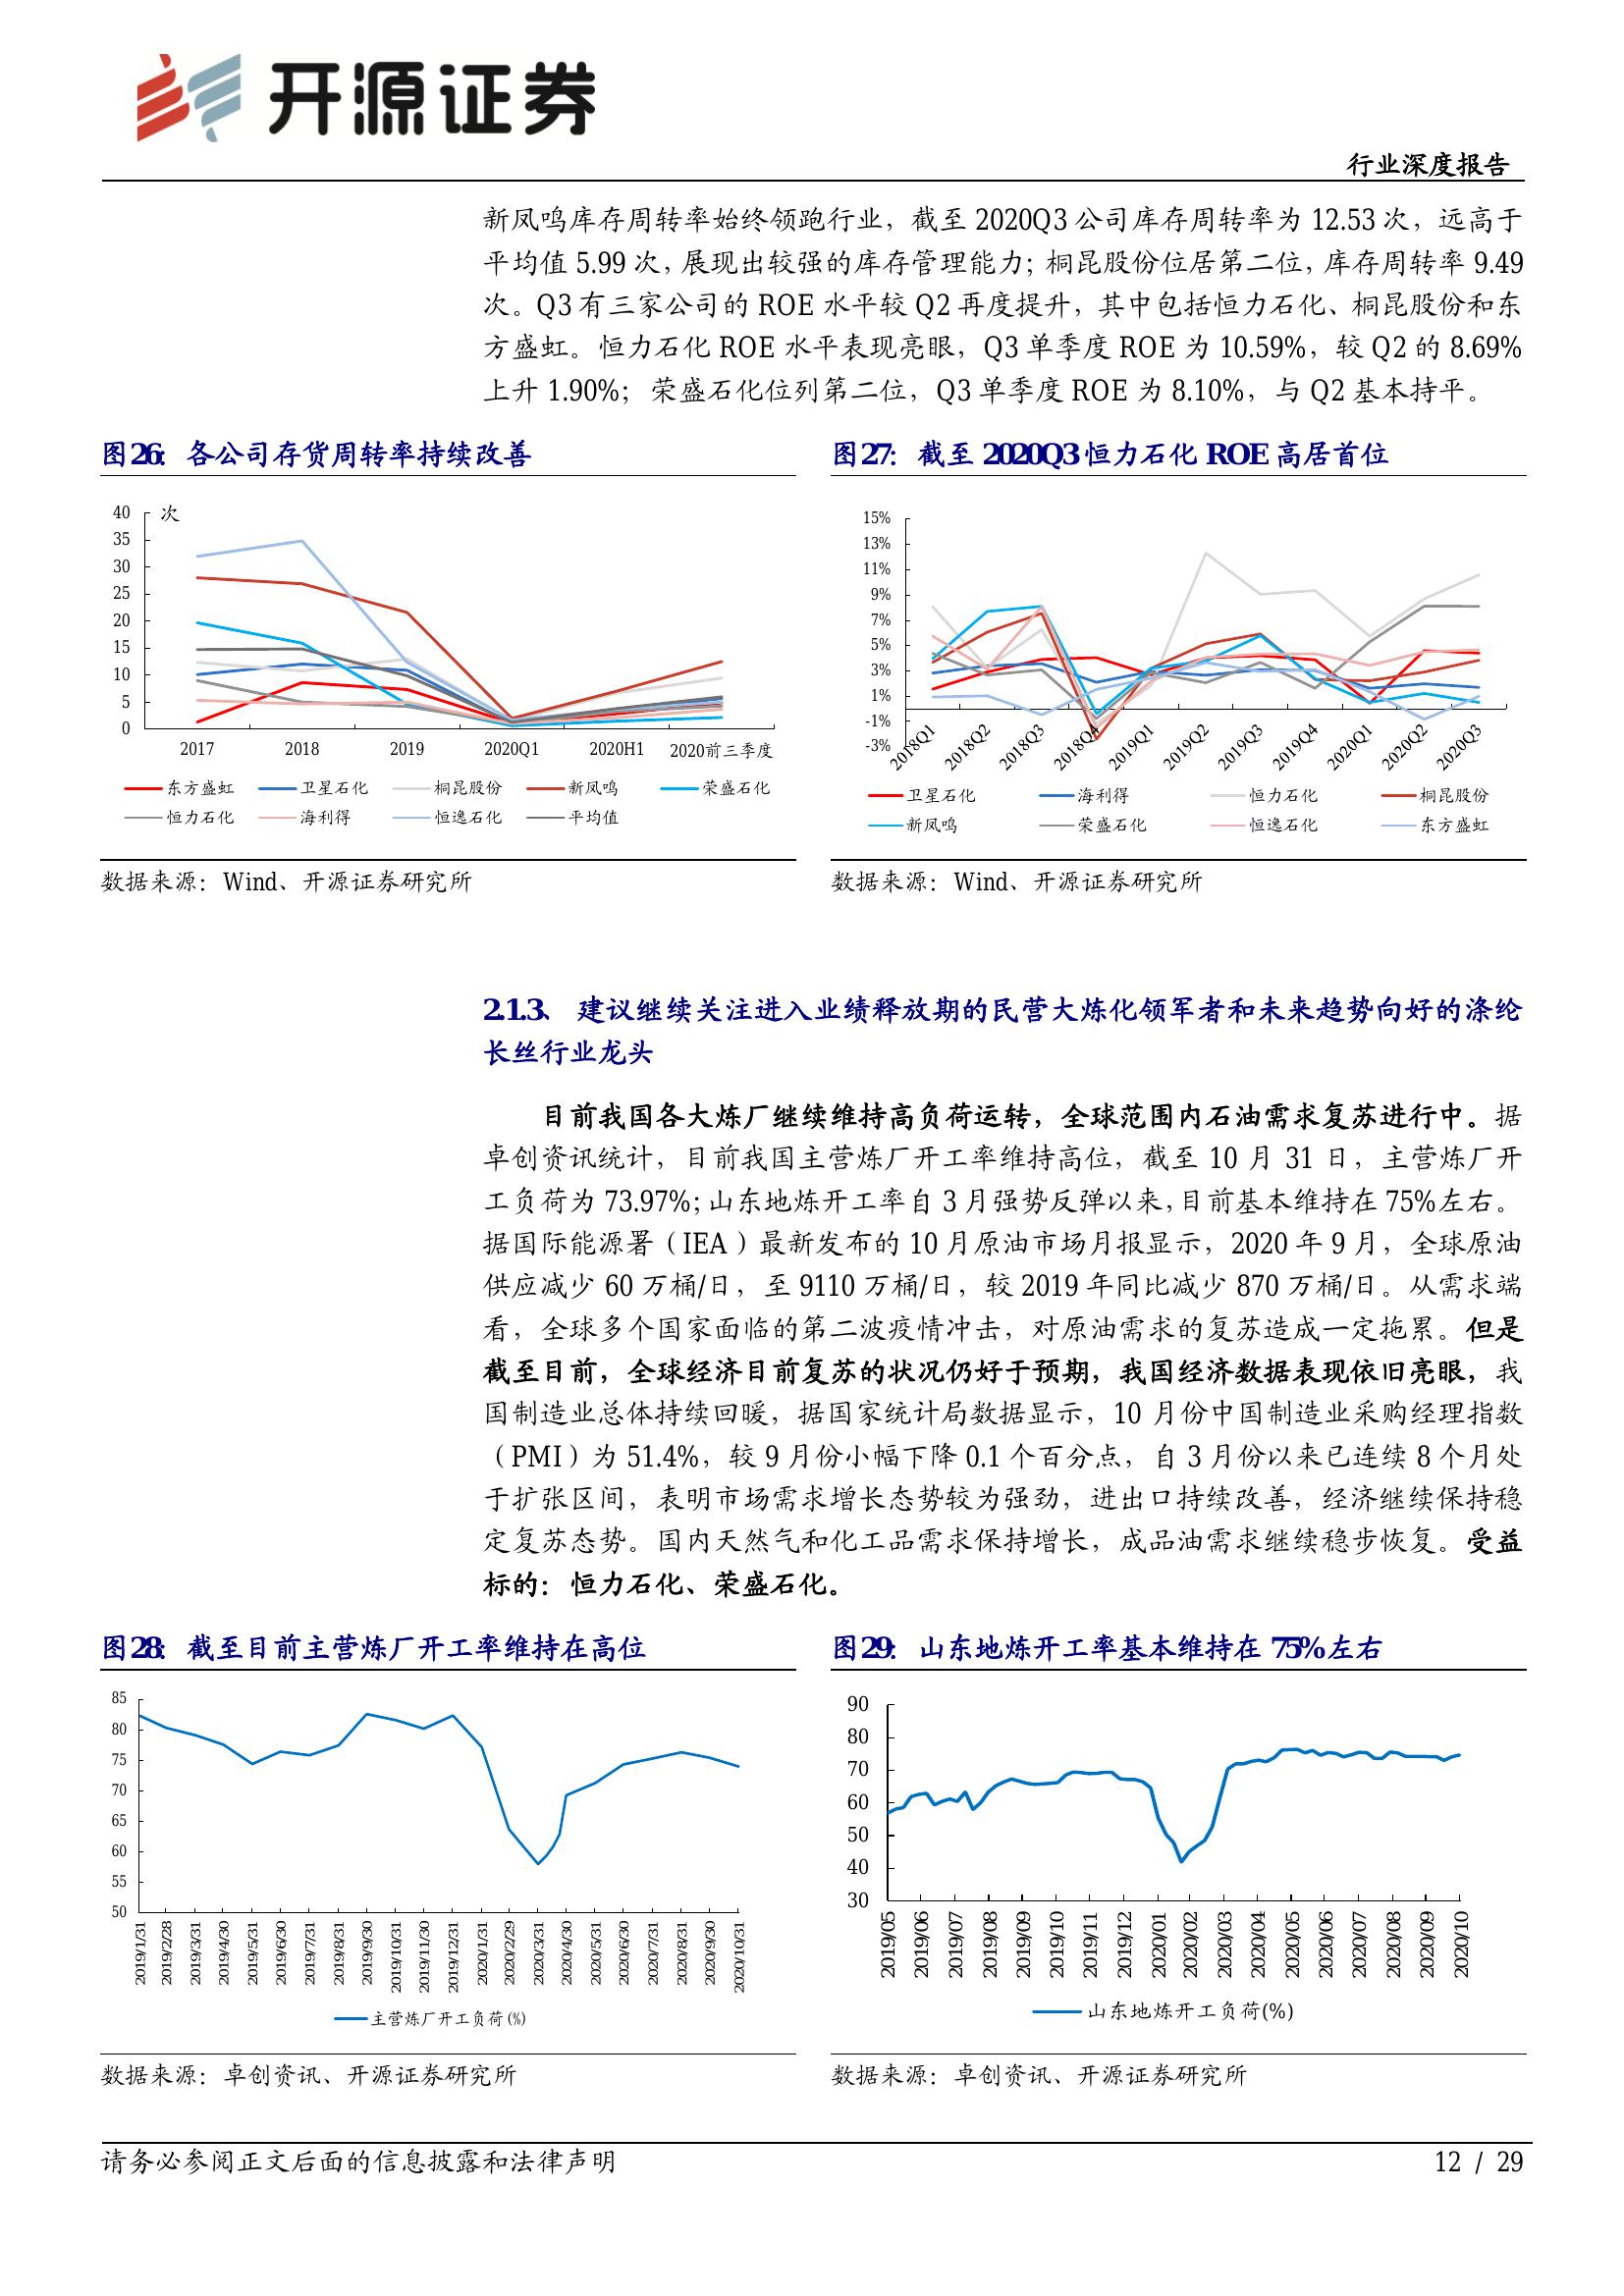 开源证券
行业深度报告
新凤鸣库存周转率始终领跑行业，截至 2020Q3 公司库存周转率为 12.53 次，远高于
平均值 5.99 次，展现出较强的库存管理能力；桐昆股份位居第二位，库存周转率 9.49
次。Q3 有三家公司的 ROE 水平较 Q2 再度提升，其中包括恒力石化、桐昆股份和东
方盛虹。恒力石化 ROE 水平表现亮眼，Q3 单季度 ROE 为 10.59%，较 Q2 的 8.69%
上升 1.90%；荣盛石化位列第二位，Q3 单季度 ROE 为 8.10%，与 Q2 基本持平。
图26：各公司存货周转率持续改善
40
35
30
25
20
15
10
5
0
次
2017 2018 2019 2020Q1 2020H1 2020前三季度
东方盛虹 卫星石化 桐昆股份 新凤鸣 荣盛石化
恒力石化 海利得 恒逸石化 平均值
数据来源：Wind、开源证券研究所
图27：截至 2020Q3 恒力石化 ROE 高居首位
15%
13%
11%
9%
7%
5%
3%
1%
-1%
-3%
2018Q1 2018Q2 2018Q3 2018Q4 2019Q1 2019Q2 2019Q3 2019Q4 2020Q1 2020Q2 2020Q3
卫星石化 海利得 恒力石化 桐昆股份
新凤鸣 荣盛石化 恒逸石化 东方盛虹
数据来源：Wind、开源证券研究所
2.1.3、 建议继续关注进入业绩释放期的民营大炼化领军者和未来趋势向好的涤纶
长丝行业龙头
目前我国各大炼厂继续维持高负荷运转，全球范围内石油需求复苏进行中。据
卓创资讯统计，目前我国主营炼厂开工率维持高位，截至 10 月 31 日，主营炼厂开
工负荷为 73.97%；山东地炼开工率自 3 月强势反弹以来，目前基本维持在 75%左右。
据国际能源署（IEA）最新发布的 10 月原油市场月报显示，2020 年 9 月，全球原油
供应减少 60 万桶/日，至 9110 万桶/日，较 2019 年同比减少 870 万桶/日。从需求端
看，全球多个国家面临的第二波疫情冲击，对原油需求的复苏造成一定拖累。但是
截至目前，全球经济目前复苏的状况仍好于预期，我国经济数据表现依旧亮眼，我
国制造业总体持续回暖，据国家统计局数据显示，10 月份中国制造业采购经理指数
（PMI）为 51.4%，较 9 月份小幅下降 0.1 个百分点，自 3 月份以来已连续 8 个月处
于扩张区间，表明市场需求增长态势较为强劲，进出口持续改善，经济继续保持稳
定复苏态势。国内天然气和化工品需求保持增长，成品油需求继续稳步恢复。受益
标的：恒力石化、荣盛石化。
图28：截至目前主营炼厂开工率维持在高位
85
80
75
70
65
60
55
50
2019/1/31 2019/2/28 2019/3/31 2019/4/30 2019/5/31 2019/6/30 2019/7/31 2019/8/31 2019/9/30 2019/10/31 2019/11/30 2019/12/31 2020/1/31 2020/2/29 2020/3/31 2020/4/30 2020/5/31 2020/6/30 2020/7/31 2020/8/31 2020/9/30 2020/10/31
主营炼厂开工负荷(%)
数据来源：卓创资讯、开源证券研究所
图29：山东地炼开工率基本维持在 75%左右
90
80
70
60
50
40
30
2019/05 2019/06 2019/07 2019/08 2019/09 2019/10 2019/11 2019/12 2020/01 2020/02 2020/03 2020/04 2020/05 2020/06 2020/07 2020/08 2020/09 2020/10
山东地炼开工负荷(%)
数据来源：卓创资讯、开源证券研究所
请务必参阅正文后面的信息披露和法律声明
12 / 29